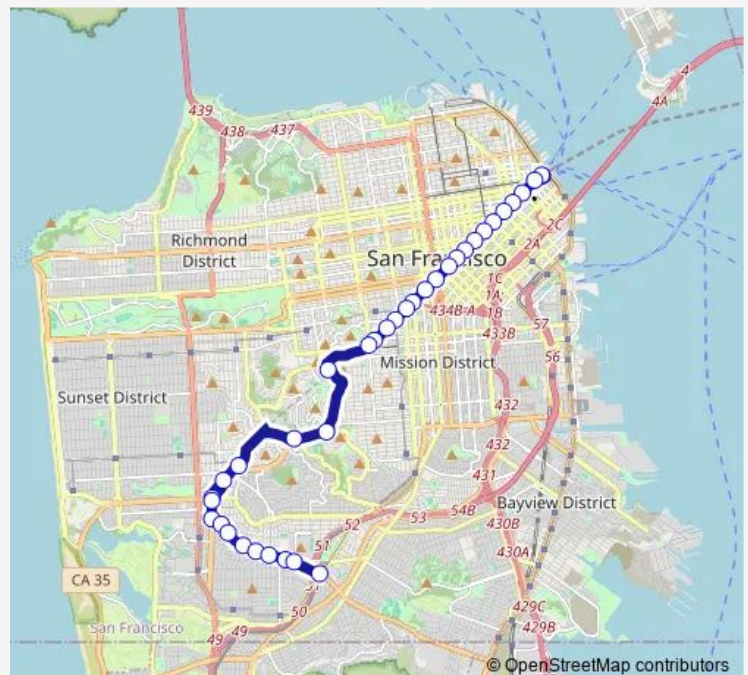 439
438
437
4
4A
Richmond
District
2C
2A
San Francisco
1C
1A
434B-A
1B
57
433B
Mission District
56
Sunset District
432
432
431
54B
Bayview District
53
430B
52
51
430A
CA 35
50
429C
San Francisco
49
49
429B
© OpenStreetMap contributors